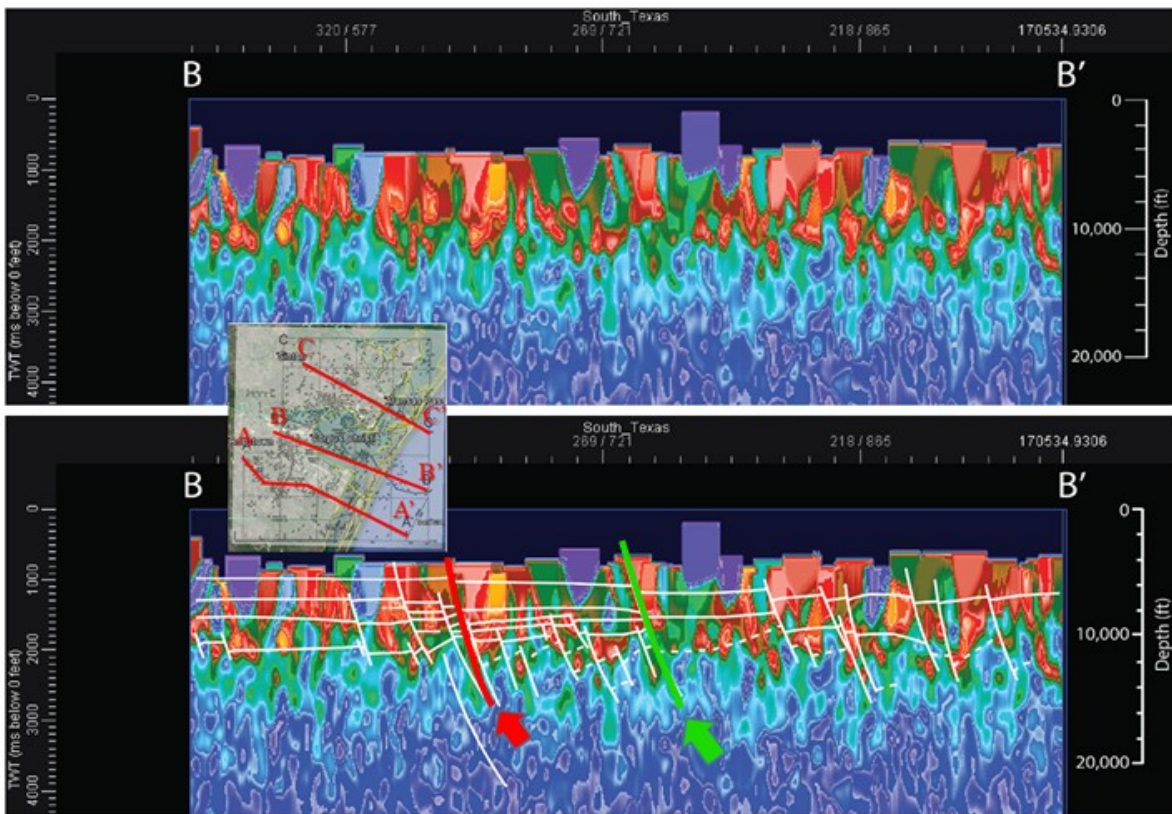 South_Texas
320 / 577 269 / 721 218 / 865 170534.9306
B B'
TWT (ms below 0 feet)
0
1000
2000
3000
4000
Depth (ft)
0
10,000
20,000
C
C
C'
B
B'
A
A'
A
South_Texas
269 / 721 218 / 865 170534.9306
B B'
TWT (ms below 0 feet)
0
1000
2000
3000
4000
Depth (ft)
0
10,000
20,000